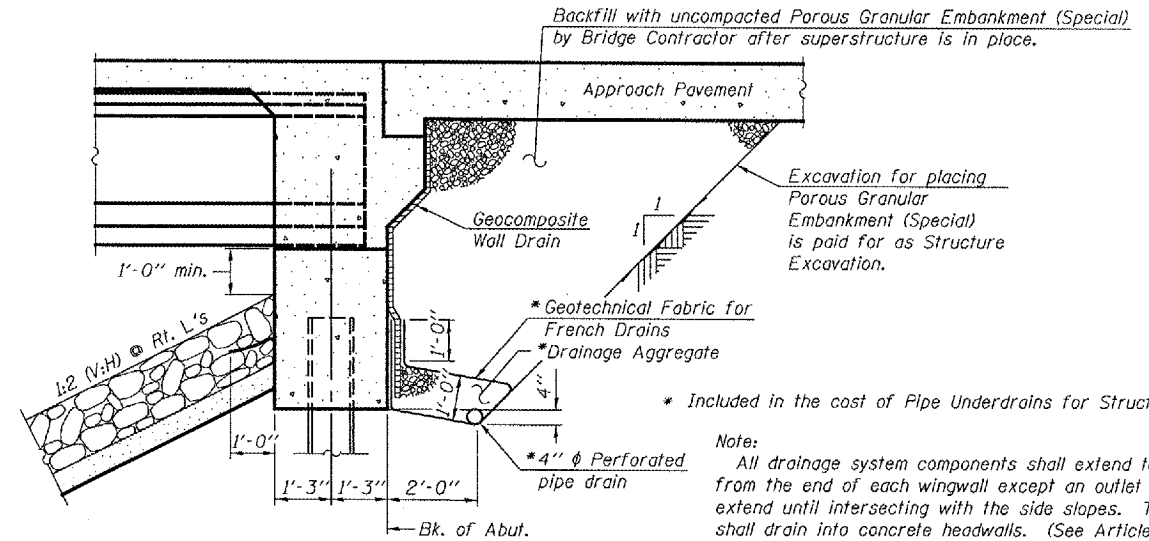 Backfill with uncompacted Porous Granular Embankment (Special)
by Bridge Contractor after superstructure is in place.
Approach Pavement
Excavation for placing
Porous Granular
Embankment (Special)
is paid for as Structure
Excavation.
1
1
Geocomposite
Wall Drain
1'-0" min.
* Geotechnical Fabric for
French Drains
* Drainage Aggregate
1'-0"
1'-0"
4"
1:2 (V:H) @ Rt. L's
* Included in the cost of Pipe Underdrains for Struct
1'-0"
* 4" ϕ Perforated
pipe drain
1'-3" 1'-3" 2'-0"
Bk. of Abut.
Note:
All drainage system components shall extend t
from the end of each wingwall except an outlet
extend until intersecting with the side slopes. T
shall drain into concrete headwalls. (See Article